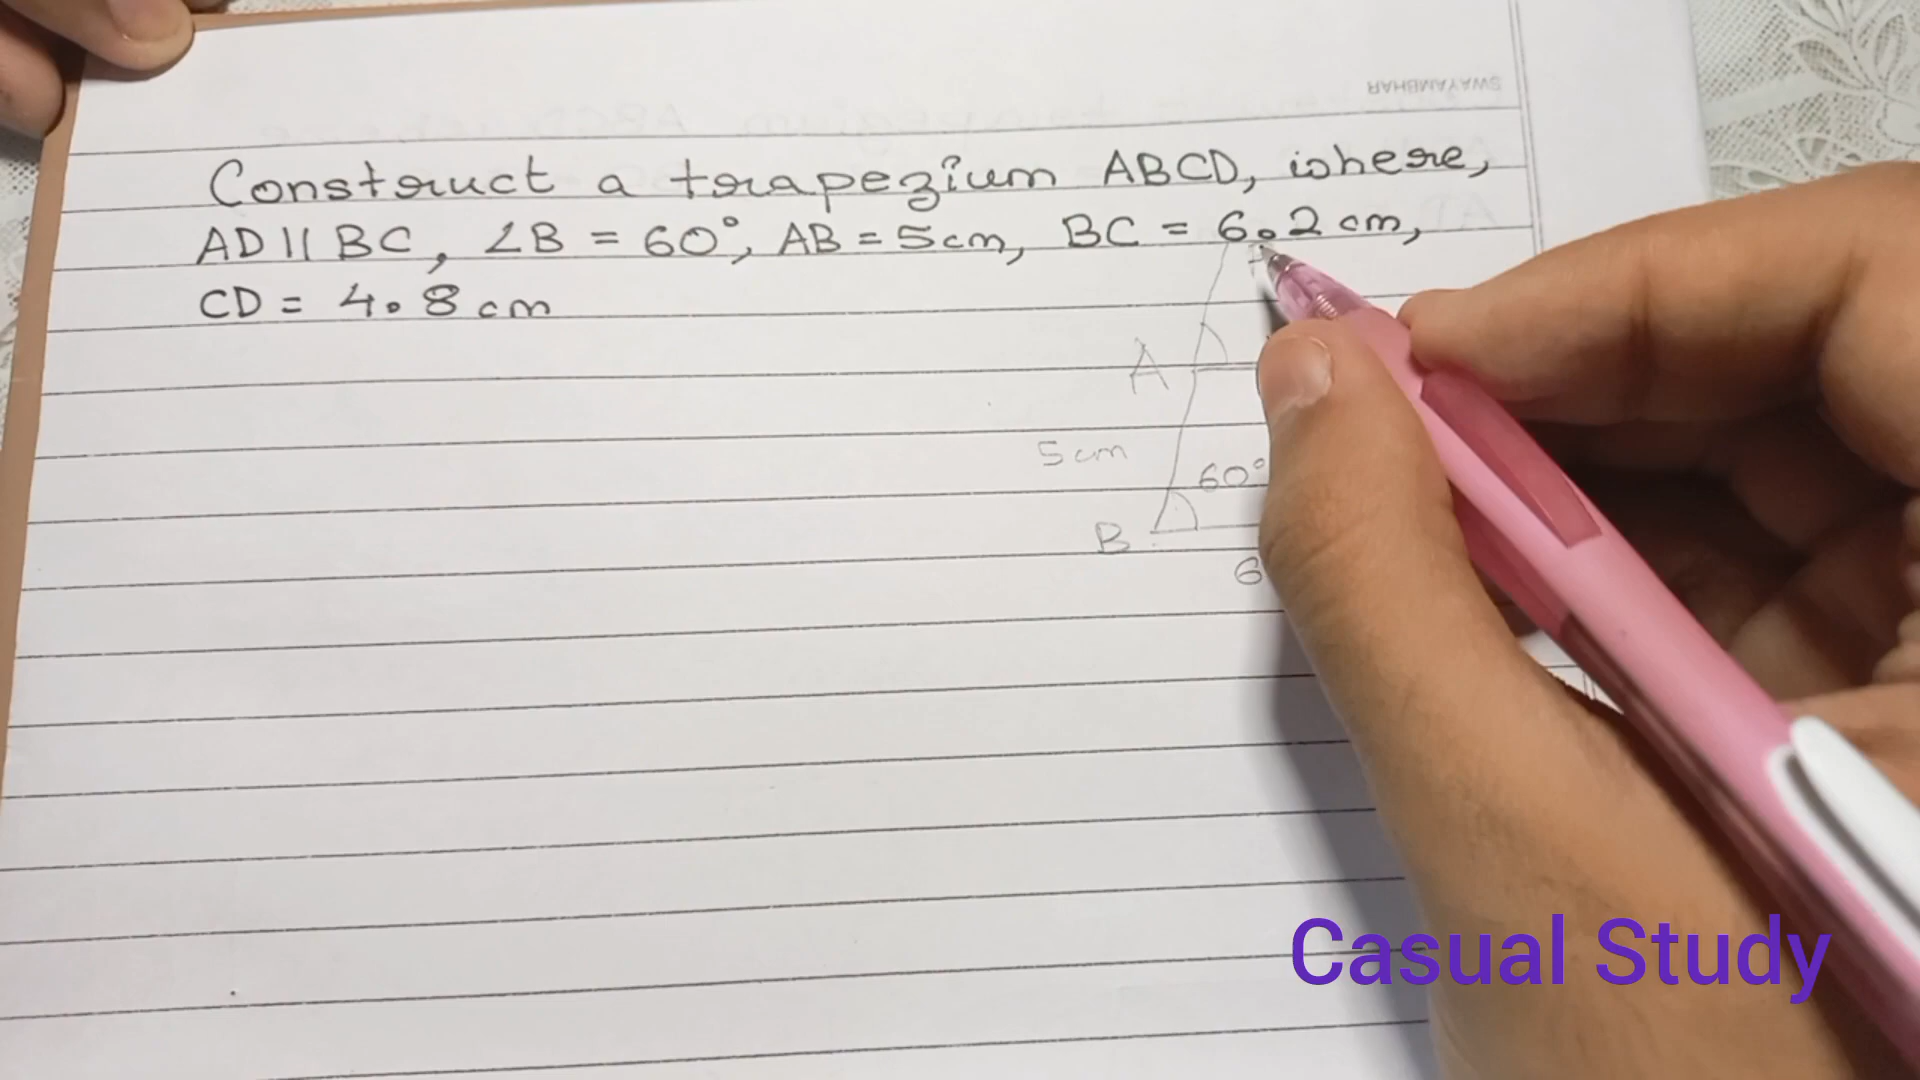 SWAYAMBHAR
Construct a trapezium ABCD, where,
AD || BC, ∠B = 60°, AB = 5cm, BC = 6.2 cm,
CD = 4.8 cm
A
5 cm
60°
B
6
Casual Study